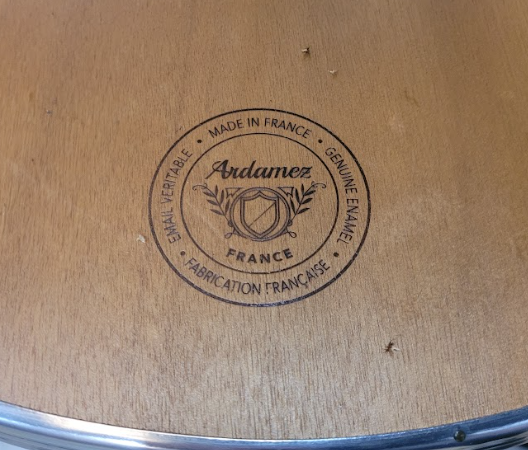 • MADE IN FRANCE •
GENUINE ENAMEL
• FABRICATION FRANÇAISE •
EMAIL VERITABLE
Ardamez
FRANCE